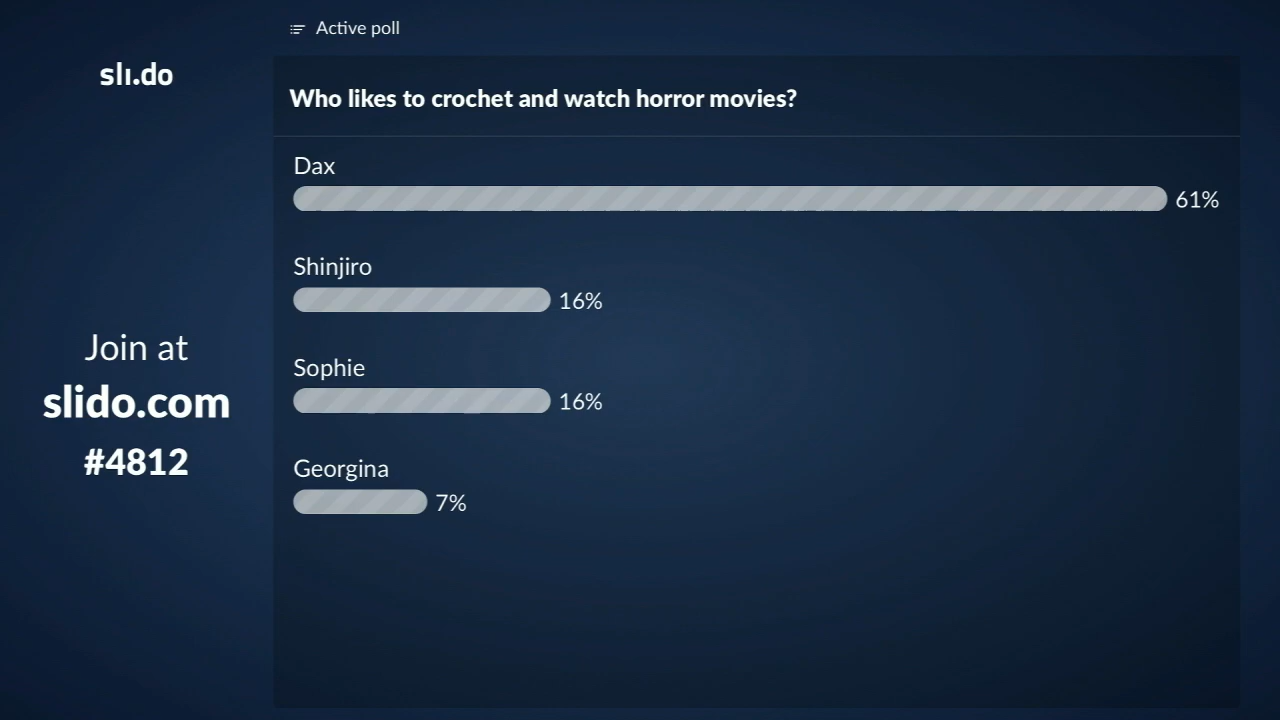 Active poll
slı.do
Who likes to crochet and watch horror movies?
Dax
61%
Shinjiro
16%
Sophie
16%
Georgina
7%
Join at
slido.com
#4812